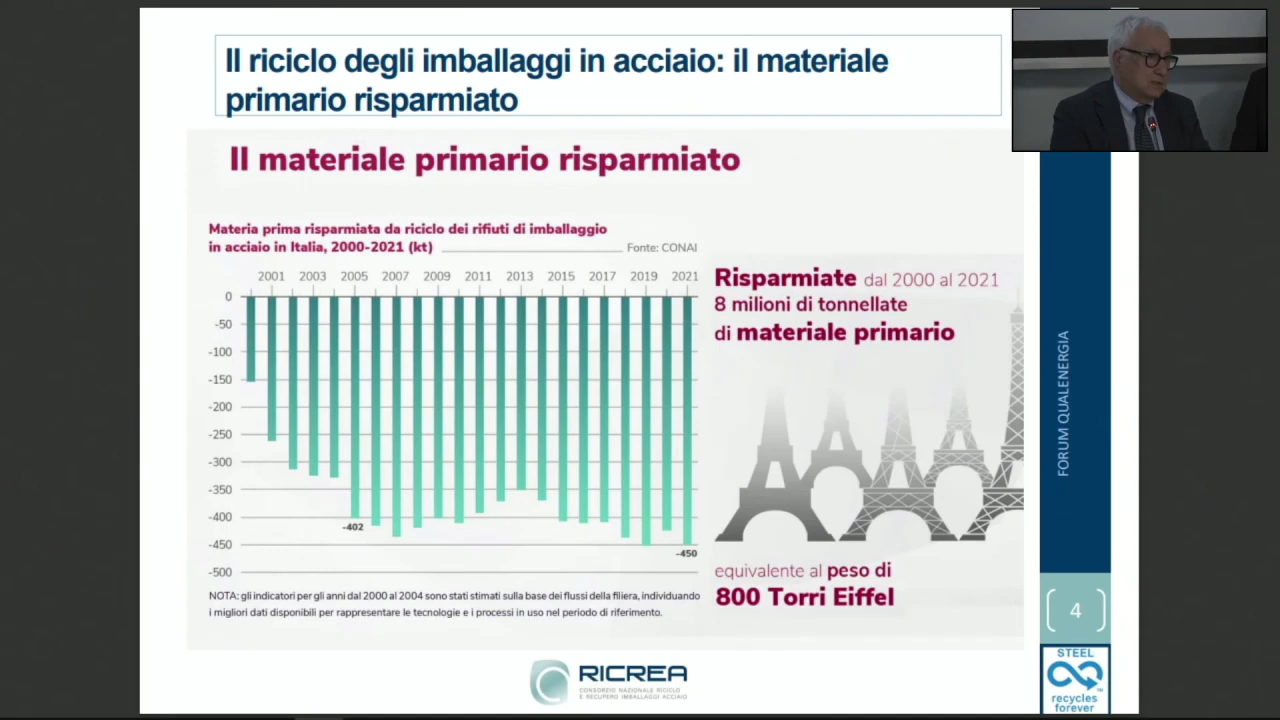 Il riciclo degli imballaggi in acciaio: il materiale
primario risparmiato
Il materiale primario risparmiato
Materia prima risparmiata da riciclo dei rifiuti di imballaggio
in acciaio in Italia, 2000-2021 (kt)
Fonte: CONAI
2001 2003 2005 2007 2009 2011 2013 2015 2017 2019 2021
0
-50
-100
-150
-200
-250
-300
-350
-400
-450
-500
-402
-450
NOTA: gli indicatori per gli anni dal 2000 al 2004 sono stati stimati sulla base dei flussi della filiera, individuando
i migliori dati disponibili per rappresentare le tecnologie e i processi in uso nel periodo di riferimento.
Risparmiate dal 2000 al 2021
8 milioni di tonnellate
di materiale primario
equivalente al peso di
800 Torri Eiffel
FORUM QUALENERGIA
4
RICREA
CONSORZIO NAZIONALE RICICLO
E RECUPERO IMBALLAGGI ACCIAIO
STEEL
TM
recycles
forever